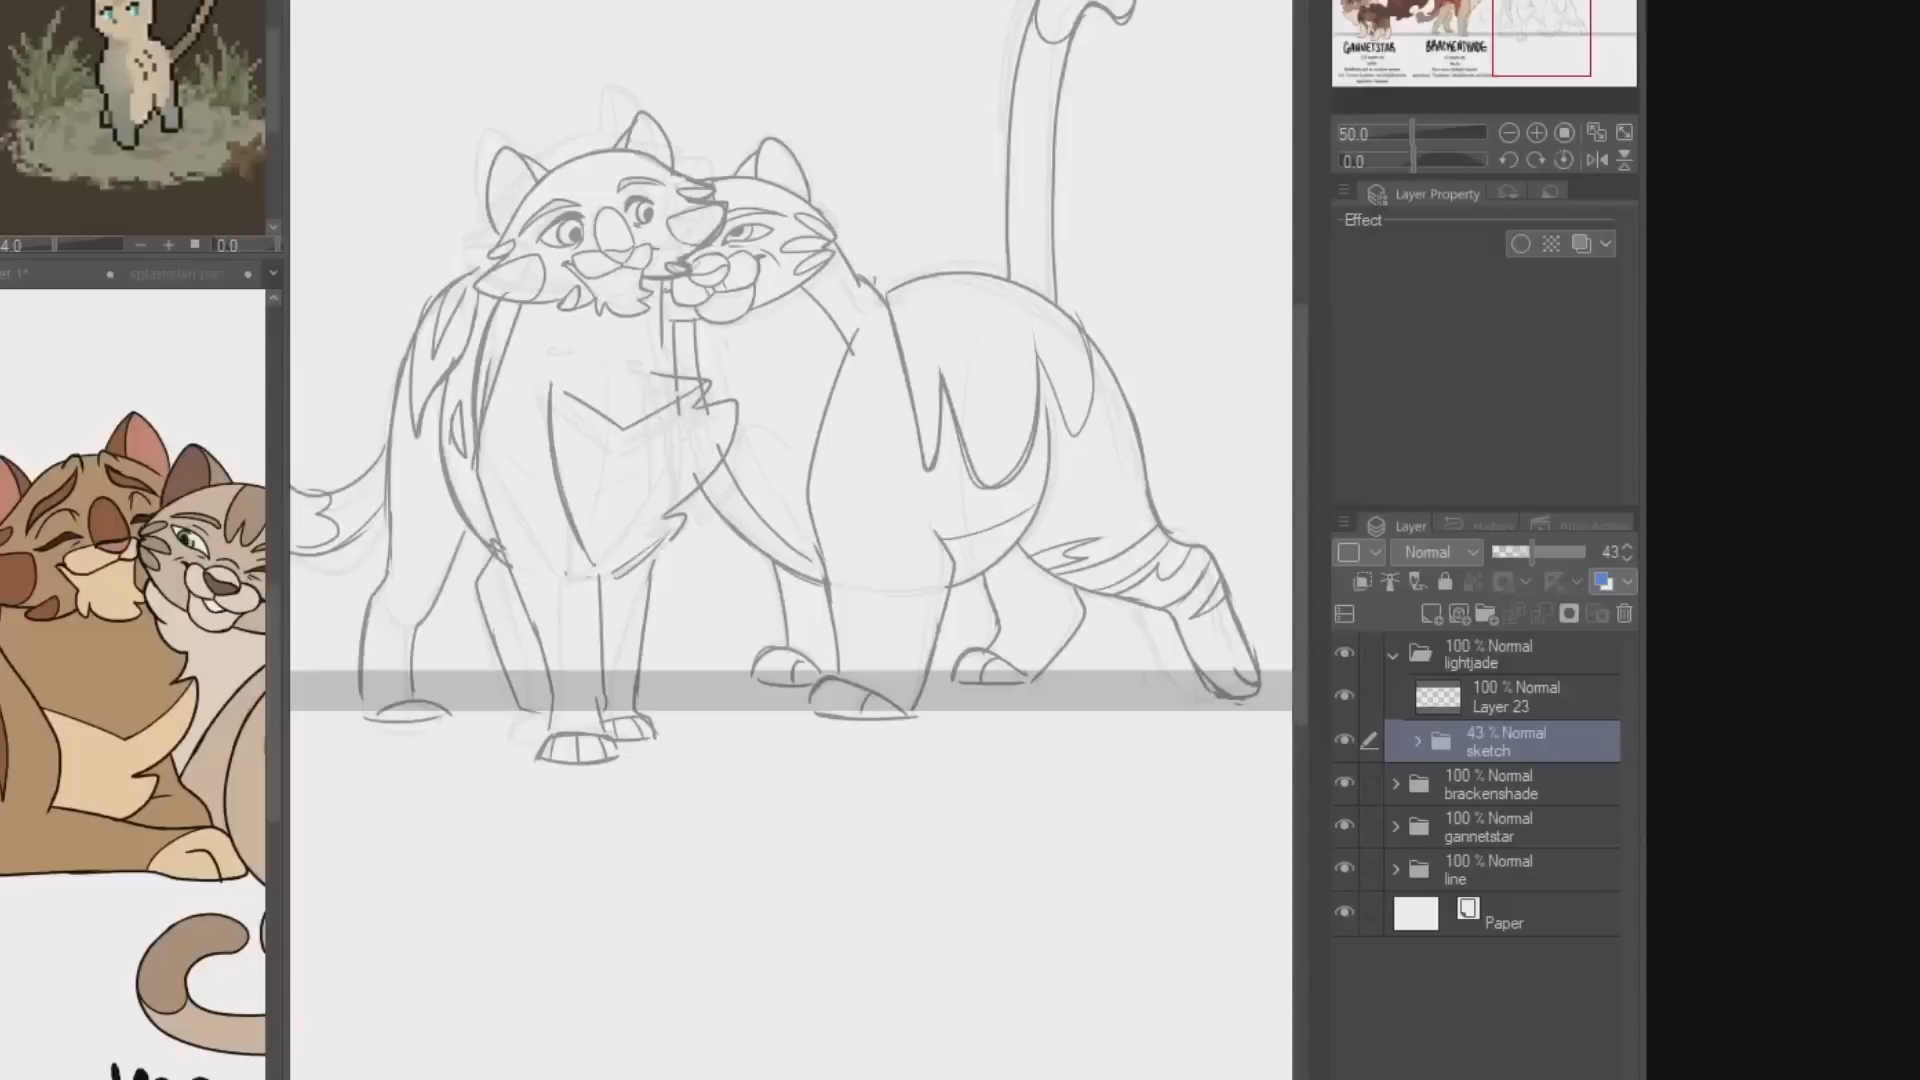 GANNETSTAR BRACKENSHADE
50.0
0.0
Layer Property
Effect
4.0 0.0
Layer
Normal 43
100 % Normal
lightjade
100 % Normal
Layer 23
43 % Normal
sketch
100 % Normal
brackenshade
100 % Normal
gannetstar
100 % Normal
line
Paper